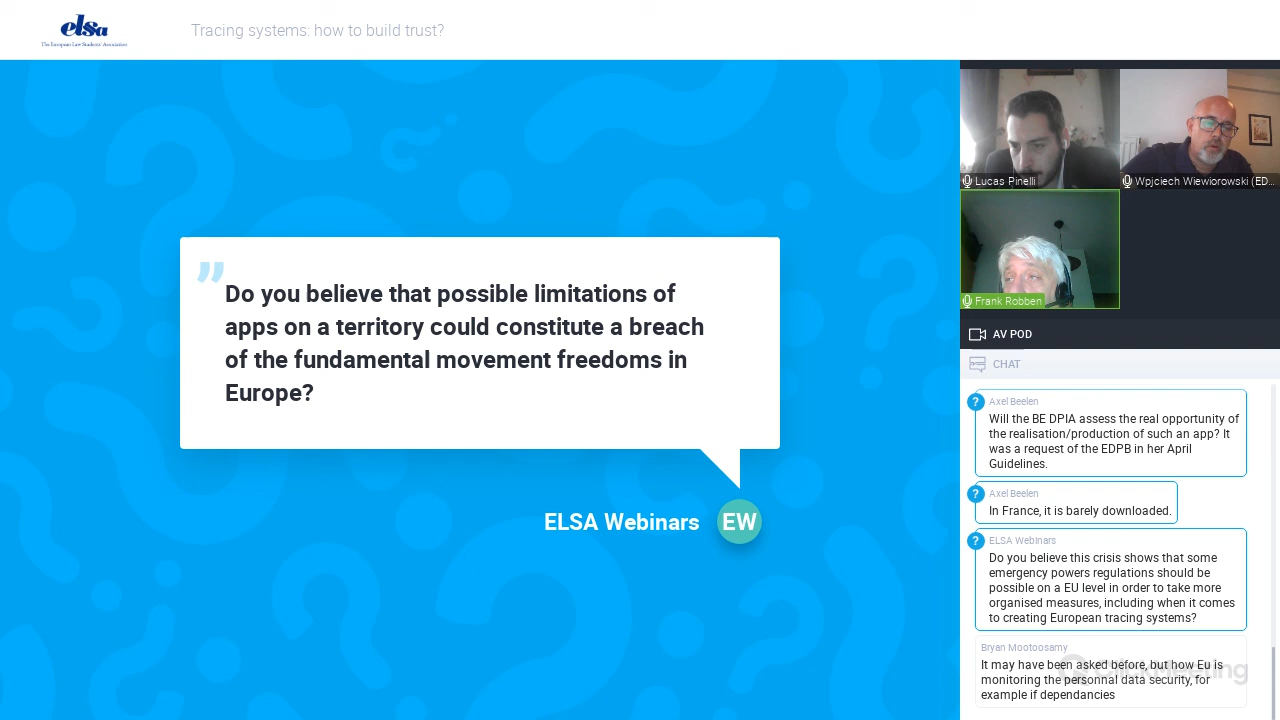 elsa
The European Law Students' Association
Tracing systems: how to build trust?
Do you believe that possible limitations of
apps on a territory could constitute a breach
of the fundamental movement freedoms in
Europe?
ELSA Webinars
EW
Lucas Pinelli
Wpjciech Wiewiorowski (ED...
Frank Robben
AV POD
CHAT
Axel Beelen
Will the BE DPIA assess the real opportunity of
the realisation/production of such an app? It
was a request of the EDPB in her April
Guidelines.
Axel Beelen
In France, it is barely downloaded.
ELSA Webinars
Do you believe this crisis shows that some
emergency powers regulations should be
possible on a EU level in order to take more
organised measures, including when it comes
to creating European tracing systems?
Bryan Mootoosamy
It may have been asked before, but how Eu is
monitoring the personnal data security, for
example if dependancies
ClickMeeting